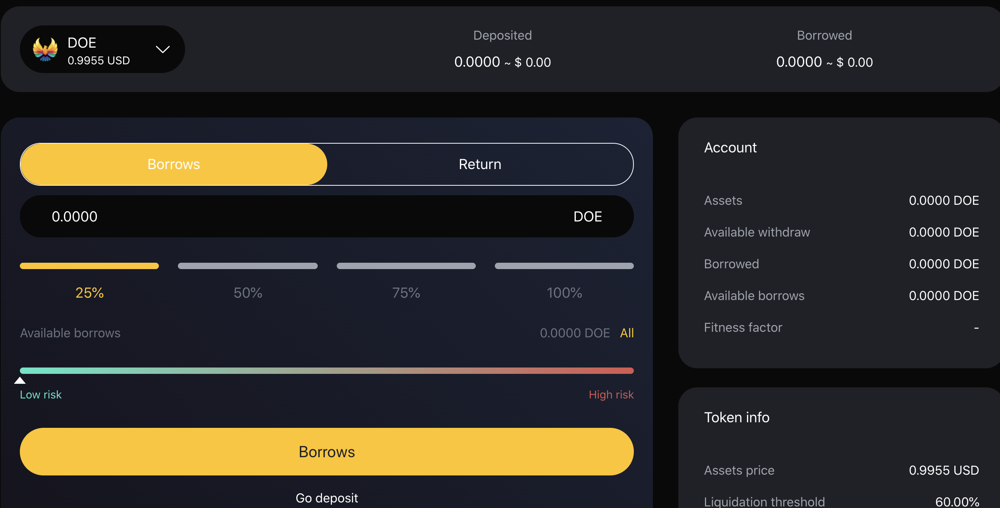 DOE
0.9955 USD
Deposited
0.0000 ~ $ 0.00
Borrowed
0.0000 ~ $ 0.00
Borrows
Return
0.0000 DOE
25% 50% 75% 100%
Available borrows 0.0000 DOE All
Low risk High risk
Borrows
Go deposit
Account
Assets 0.0000 DOE
Available withdraw 0.0000 DOE
Borrowed 0.0000 DOE
Available borrows 0.0000 DOE
Fitness factor -
Token info
Assets price 0.9955 USD
Liquidation threshold 60.00%